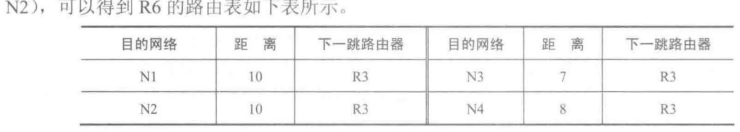 N2），可以得到 R6 的路由表如下表所示。
目的网络 距 离 下一跳路由器 目的网络 距 离 下一跳路由器
N1 10 R3 N3 7 R3
N2 10 R3 N4 8 R3